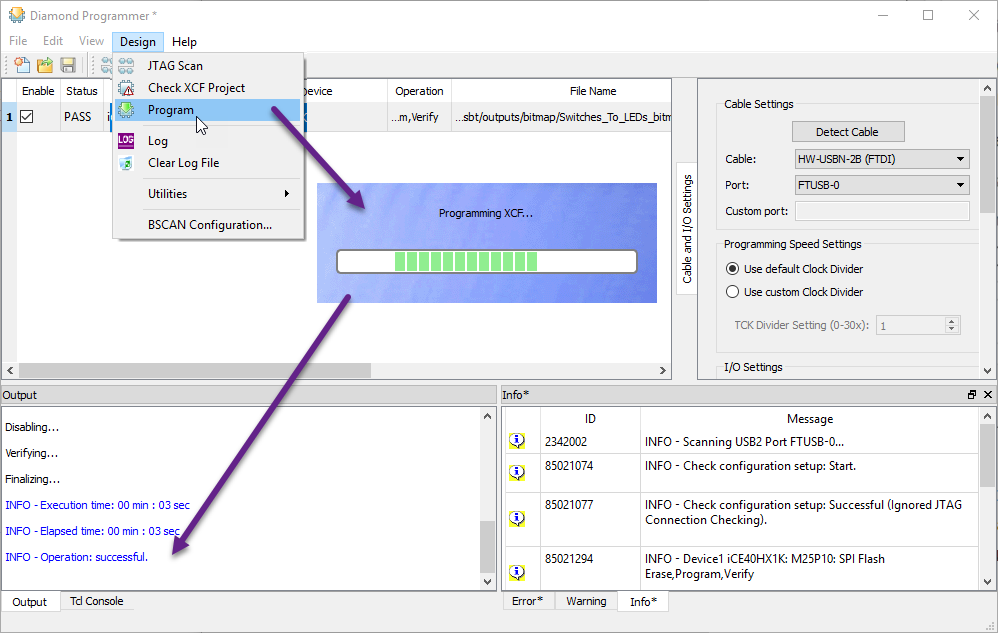 Diamond Programmer *
File Edit View Design Help
JTAG Scan
Check XCF Project
Program
LOG Log
Clear Log File
Utilities
BSCAN Configuration...
Enable Status Operation File Name
1 PASS ...m,Verify ...sbt/outputs/bitmap/Switches_To_LEDs_bitm
Programming XCF...
Cable and I/O Settings
Cable Settings
Detect Cable
Cable: HW-USBN-2B (FTDI)
Port: FTUSB-0
Custom port:
Programming Speed Settings
Use default Clock Divider
Use custom Clock Divider
TCK Divider Setting (0-30x): 1
I/O Settings
Output
Disabling...
Verifying...
Finalizing...
INFO - Execution time: 00 min : 03 sec
INFO - Elapsed time: 00 min : 03 sec
INFO - Operation: successful.
Output Tcl Console
Info*
ID Message
2342002 INFO - Scanning USB2 Port FTUSB-0...
85021074 INFO - Check configuration setup: Start.
85021077 INFO - Check configuration setup: Successful (Ignored JTAG
Connection Checking).
85021294 INFO - Device1 iCE40HX1K: M25P10: SPI Flash
Erase,Program,Verify
Error* Warning Info*